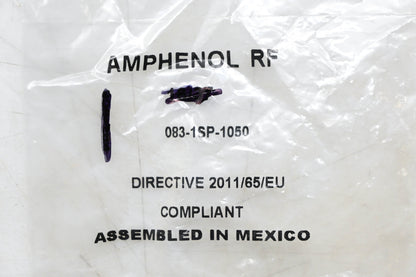 AMPHENOL RF
083-1SP-1050
DIRECTIVE 2011/65/EU
COMPLIANT
ASSEMBLED IN MEXICO